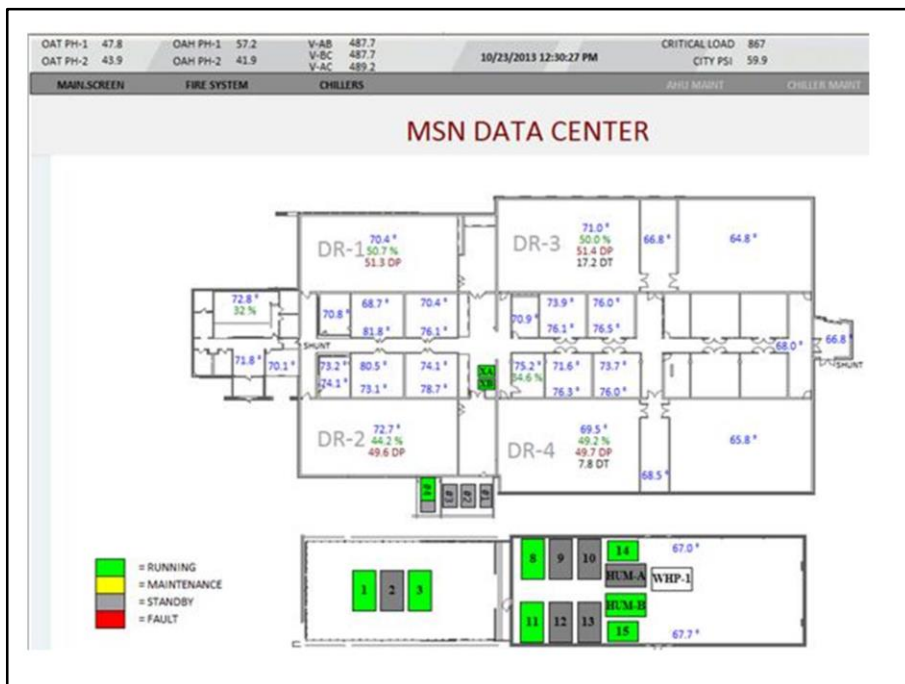 OAT PH-1 47.8 OAH PH-1 57.2 V-AB 487.7 CRITICAL LOAD 867
OAT PH-2 43.9 OAH PH-2 41.9 V-BC 487.7 10/23/2013 12:30:27 PM CITY PSI 59.9
V-AC 489.2
MAIN.SCREEN FIRE SYSTEM CHILLERS AHU MAINT CHILLER MAINT
MSN DATA CENTER
DR-1 70.4 °
50.7 %
51.3 DP
DR-3 71.0 °
50.0 %
51.4 DP
17.2 DT
66.8 °
64.8 °
72.8 °
32 %
70.8 °
68.7 ° 70.4 °
81.8 ° 76.1 °
70.9 °
73.9 ° 76.0 °
76.1 ° 76.5 °
SHUNT
68.0 °
66.8 °
SHUNT
71.8 °
70.1 °
73.2 ° 80.5 ° 74.1 °
74.1 ° 73.1 ° 78.7 °
XA
XB
75.2 ° 71.6 ° 73.7 °
54.6 %
76.3 ° 76.0 °
DR-2 72.7 °
44.2 %
49.6 DP
DR-4 69.5 °
49.2 %
49.7 DP
7.8 DT
68.5 °
65.8 °
#4 #3 #2 #1
= RUNNING
= MAINTENANCE
= STANDBY
= FAULT
1 2 3
8 9 10 14 67.0 °
HUM-A WHP-1
HUM-B
11 12 13 15 67.7 °